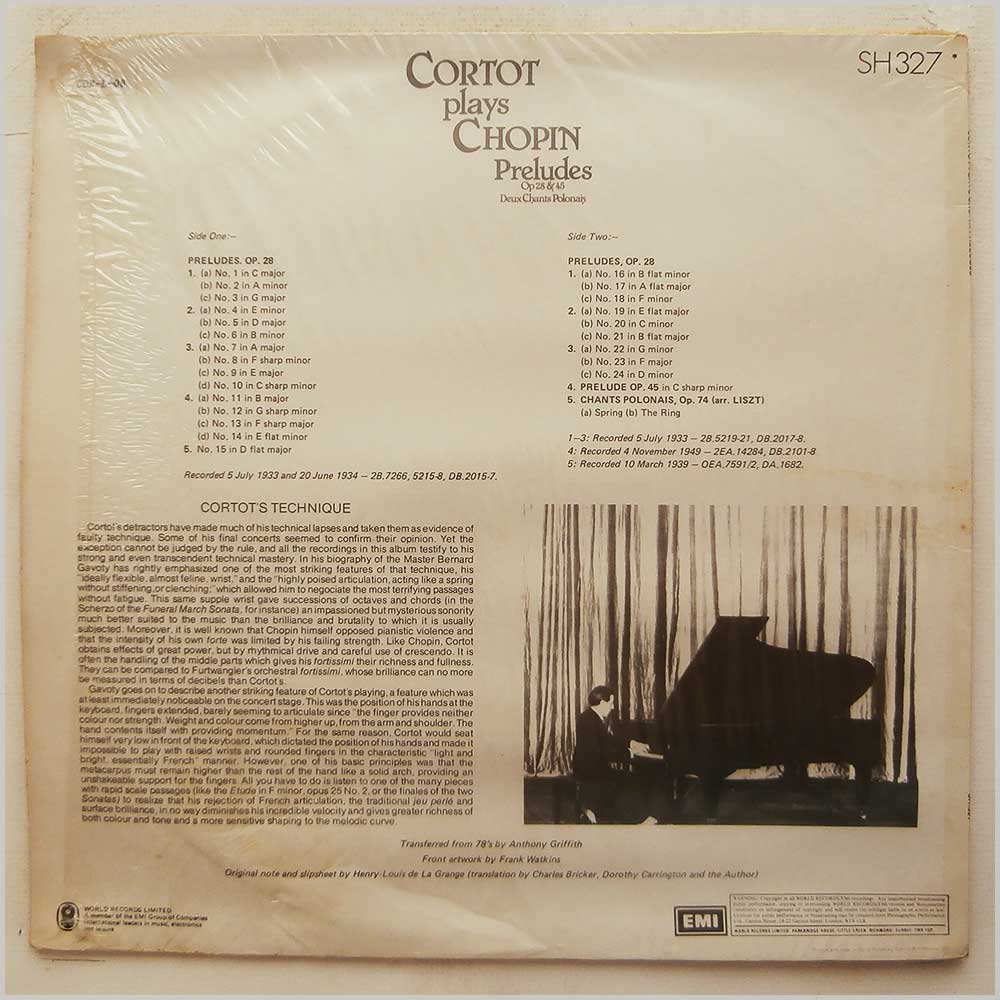 CORTOT
plays
CHOPIN
Preludes
Op 28 & 45
Deux Chants Polonais
SH 327
Side One:—
PRELUDES. OP. 28
1. (a) No. 1 in C major
(b) No. 2 in A minor
(c) No. 3 in G major
2. (a) No. 4 in E minor
(b) No. 5 in D major
(c) No. 6 in B minor
3. (a) No. 7 in A major
(b) No. 8 in F sharp minor
(c) No. 9 in E major
(d) No. 10 in C sharp minor
4. (a) No. 11 in B major
(b) No. 12 in G sharp minor
(c) No. 13 in F sharp major
(d) No. 14 in E flat minor
5. No. 15 in D flat major
Recorded 5 July 1933 and 20 June 1934 — 2B.7266, 5215-8, DB.2015-7.
Side Two:—
PRELUDES, OP. 28
1. (a) No. 16 in B flat minor
(b) No. 17 in A flat major
(c) No. 18 in F minor
2. (a) No. 19 in E flat major
(b) No. 20 in C minor
(c) No. 21 in B flat major
3. (a) No. 22 in G minor
(b) No. 23 in F major
(c) No. 24 in D minor
4. PRELUDE OP. 45 in C sharp minor
5. CHANTS POLONAIS, Op. 74 (arr. LISZT)
(a) Spring (b) The Ring
1—3: Recorded 5 July 1933 — 2B.5219-21, DB.2017-8.
4: Recorded 4 November 1949 — 2EA.14284, DB.2101-8
5: Recorded 10 March 1939 — OEA.7591/2, DA.1682.
CORTOT'S TECHNIQUE
Cortot's detractors have made much of his technical lapses and taken them as evidence of
faulty technique. Some of his final concerts seemed to confirm their opinion. Yet the
exception cannot be judged by the rule, and all the recordings in this album testify to his
strong and even transcendent technical mastery. In his biography of the Master Bernard
Gavoty has rightly emphasized one of the most striking features of that technique, his
"ideally flexible, almost feline, wrist," and the "highly poised articulation, acting like a spring
without stiffening or clenching;" which allowed him to negotiate the most terrifying passages
without fatigue. This same supple wrist gave successions of octaves and chords (in the
Scherzo of the Funeral March Sonata, for instance) an impassioned but mysterious sonority
much better suited to the music than the brilliance and brutality to which it is usually
subjected. Moreover, it is well known that Chopin himself opposed pianistic violence and
that the intensity of his own forte was limited by his failing strength. Like Chopin, Cortot
obtains effects of great power, but by rhythmical drive and careful use of crescendo. It is
often the handling of the middle parts which gives his fortissimi their richness and fullness.
They can be compared to Furtwangler's orchestral fortissimi, whose brilliance can no more
be measured in terms of decibels than Cortot's.
Gavoty goes on to describe another striking feature of Cortot's playing, a feature which was
at least immediately noticeable on the concert stage. This was the position of his hands at the
keyboard, fingers extended, barely seeming to articulate since "the finger provides neither
colour nor strength. Weight and colour come from higher up, from the arm and shoulder. The
hand contents itself with providing momentum." For the same reason, Cortot would seat
himself very low in front of the keyboard, which dictated the position of his hands and made it
impossible to play with raised wrists and rounded fingers in the characteristic "light and
bright, essentially French" manner. However, one of his basic principles was that the
metacarpus must remain higher than the rest of the hand like a solid arch, providing an
unshakeable support for the fingers. All you have to do is listen to one of the many pieces
with rapid scale passages (like the Etude in F minor, opus 25 No. 2, or the finales of the two
Sonatas) to realize that his rejection of French articulation, the traditional jeu perlé and
surface brilliance, in no way diminishes his incredible velocity and gives greater richness of
both colour and tone and a more sensitive shaping to the melodic curve.
Transferred from 78's by Anthony Griffith
Front artwork by Frank Watkins
Original note and slipsheet by Henry-Louis de La Grange (translation by Charles Bricker, Dorothy Carrington and the Author)
WORLD RECORDS LIMITED
A member of the EMI Group of Companies
International leaders in music, electronics
and leisure
EMI
WORLD RECORDS LIMITED, PARKBRIDGE HOUSE, LITTLE GREEN, RICHMOND, SURREY, TW9 1QP